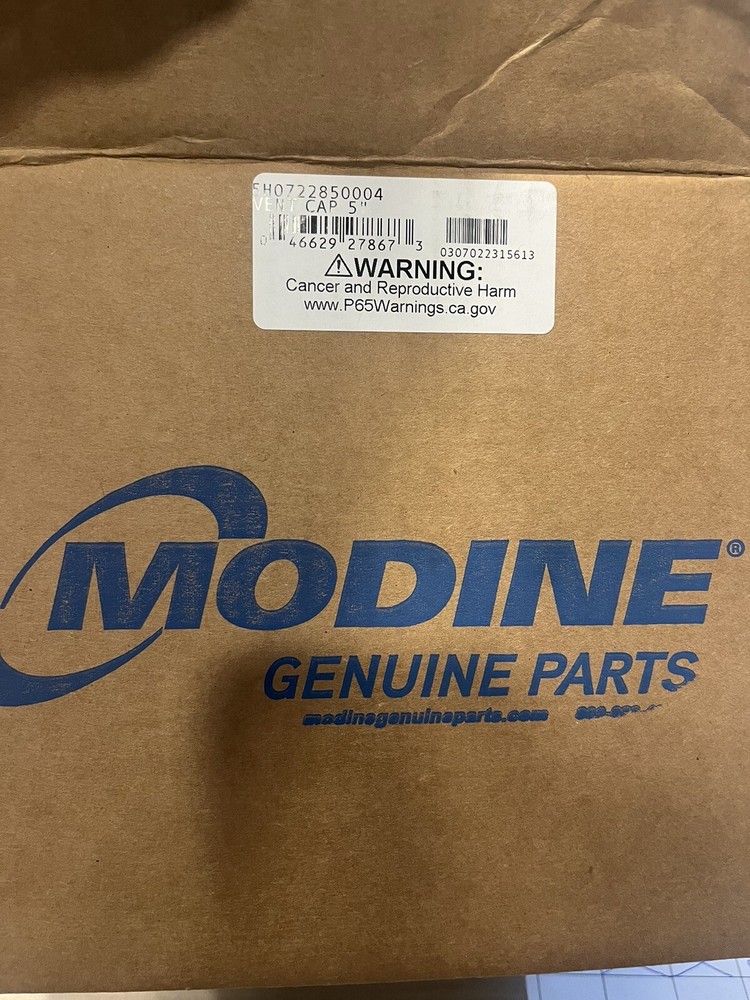 5H0722850004
VENT CAP 5"
0 46629 27867 3
0307022315613
⚠WARNING:
Cancer and Reproductive Harm
www.P65Warnings.ca.gov
MODINE®
GENUINE PARTS
modinegenuineparts.com